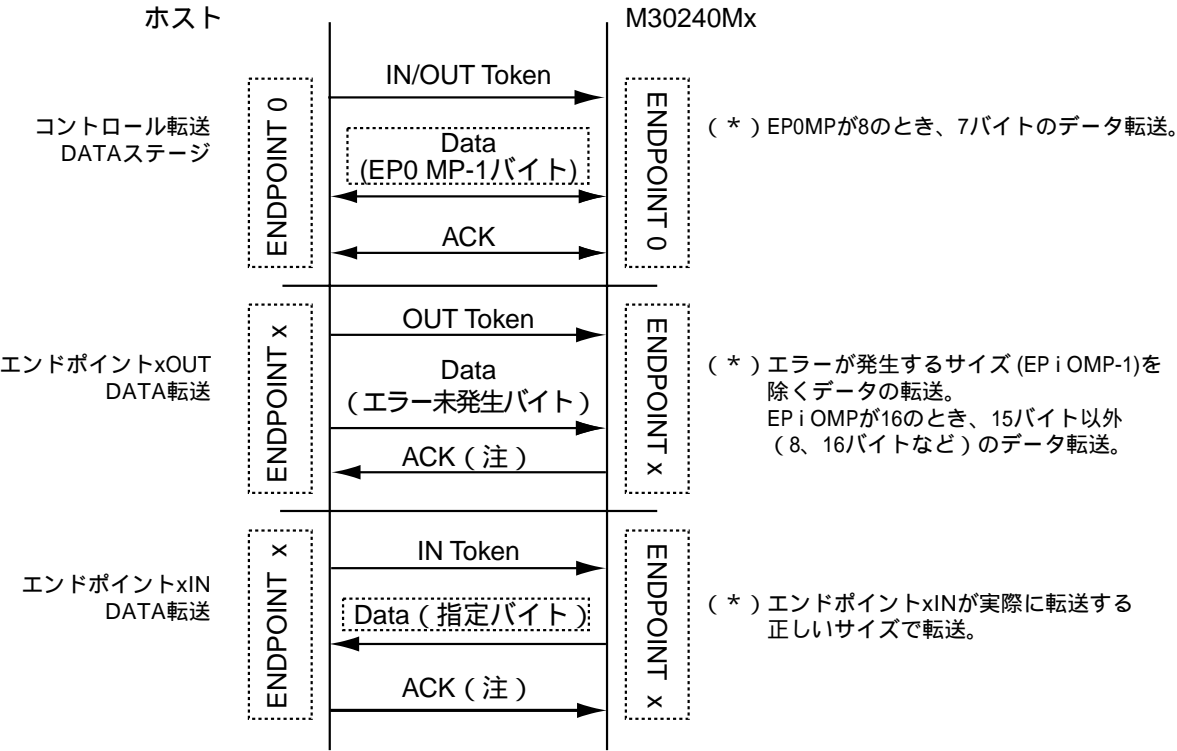 ホスト
M30240Mx
コントロール転送
DATAステージ
ENDPOINT 0
IN/OUT Token
Data
(EP0 MP-1バイト)
ACK
ENDPOINT 0
(*)EP0MPが8のとき、7バイトのデータ転送。
エンドポイントxOUT
DATA転送
ENDPOINT x
OUT Token
Data
(エラー未発生バイト)
ACK(注)
ENDPOINT x
(*)エラーが発生するサイズ (EP i OMP-1)を
除くデータの転送。
EP i OMPが16のとき、15バイト以外
(8、16バイトなど)のデータ転送。
エンドポイントxIN
DATA転送
ENDPOINT x
IN Token
Data(指定バイト)
ACK(注)
ENDPOINT x
(*)エンドポイントxINが実際に転送する
正しいサイズで転送。